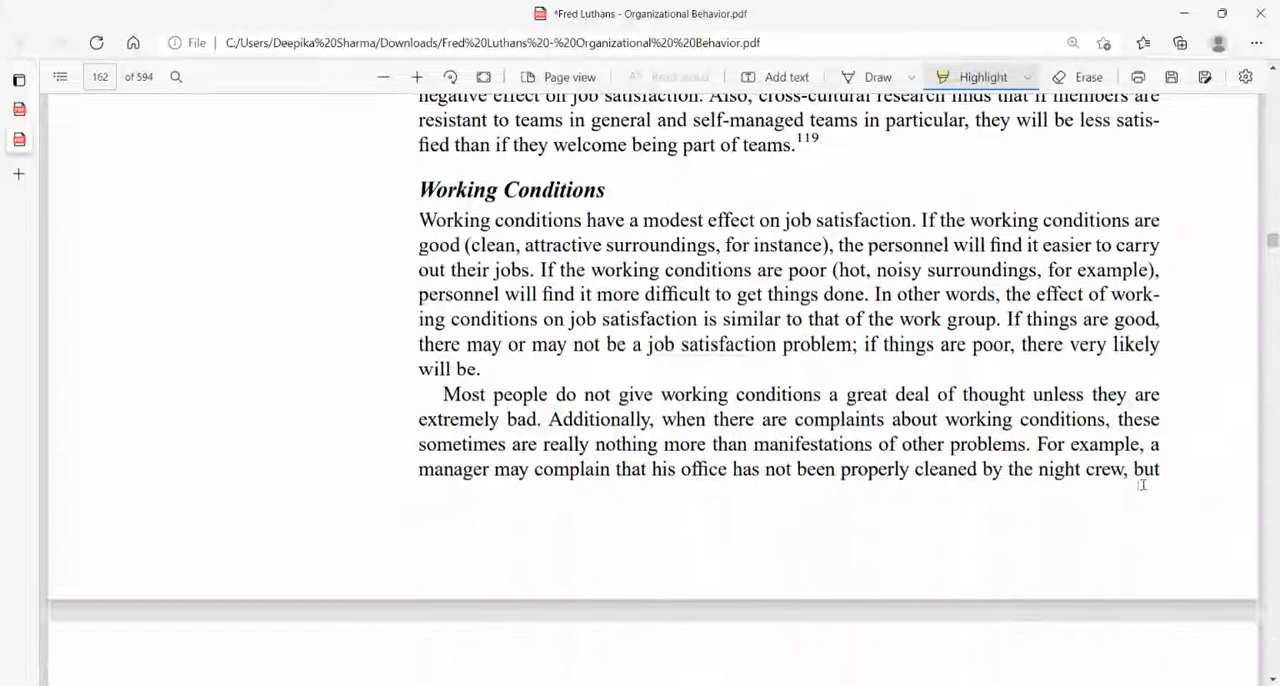 *Fred Luthans - Organizational Behavior.pdf
File C:/Users/Deepika%20Sharma/Downloads/Fred%20Luthans%20-%20Organizational%20%20Behavior.pdf
162 of 594 Page view Read aloud Add text Draw Highlight Erase
negative effect on job satisfaction. Also, cross-cultural research finds that if members are
resistant to teams in general and self-managed teams in particular, they will be less satis-
fied than if they welcome being part of teams.119
Working Conditions
Working conditions have a modest effect on job satisfaction. If the working conditions are
good (clean, attractive surroundings, for instance), the personnel will find it easier to carry
out their jobs. If the working conditions are poor (hot, noisy surroundings, for example),
personnel will find it more difficult to get things done. In other words, the effect of work-
ing conditions on job satisfaction is similar to that of the work group. If things are good,
there may or may not be a job satisfaction problem; if things are poor, there very likely
will be.
Most people do not give working conditions a great deal of thought unless they are
extremely bad. Additionally, when there are complaints about working conditions, these
sometimes are really nothing more than manifestations of other problems. For example, a
manager may complain that his office has not been properly cleaned by the night crew, but